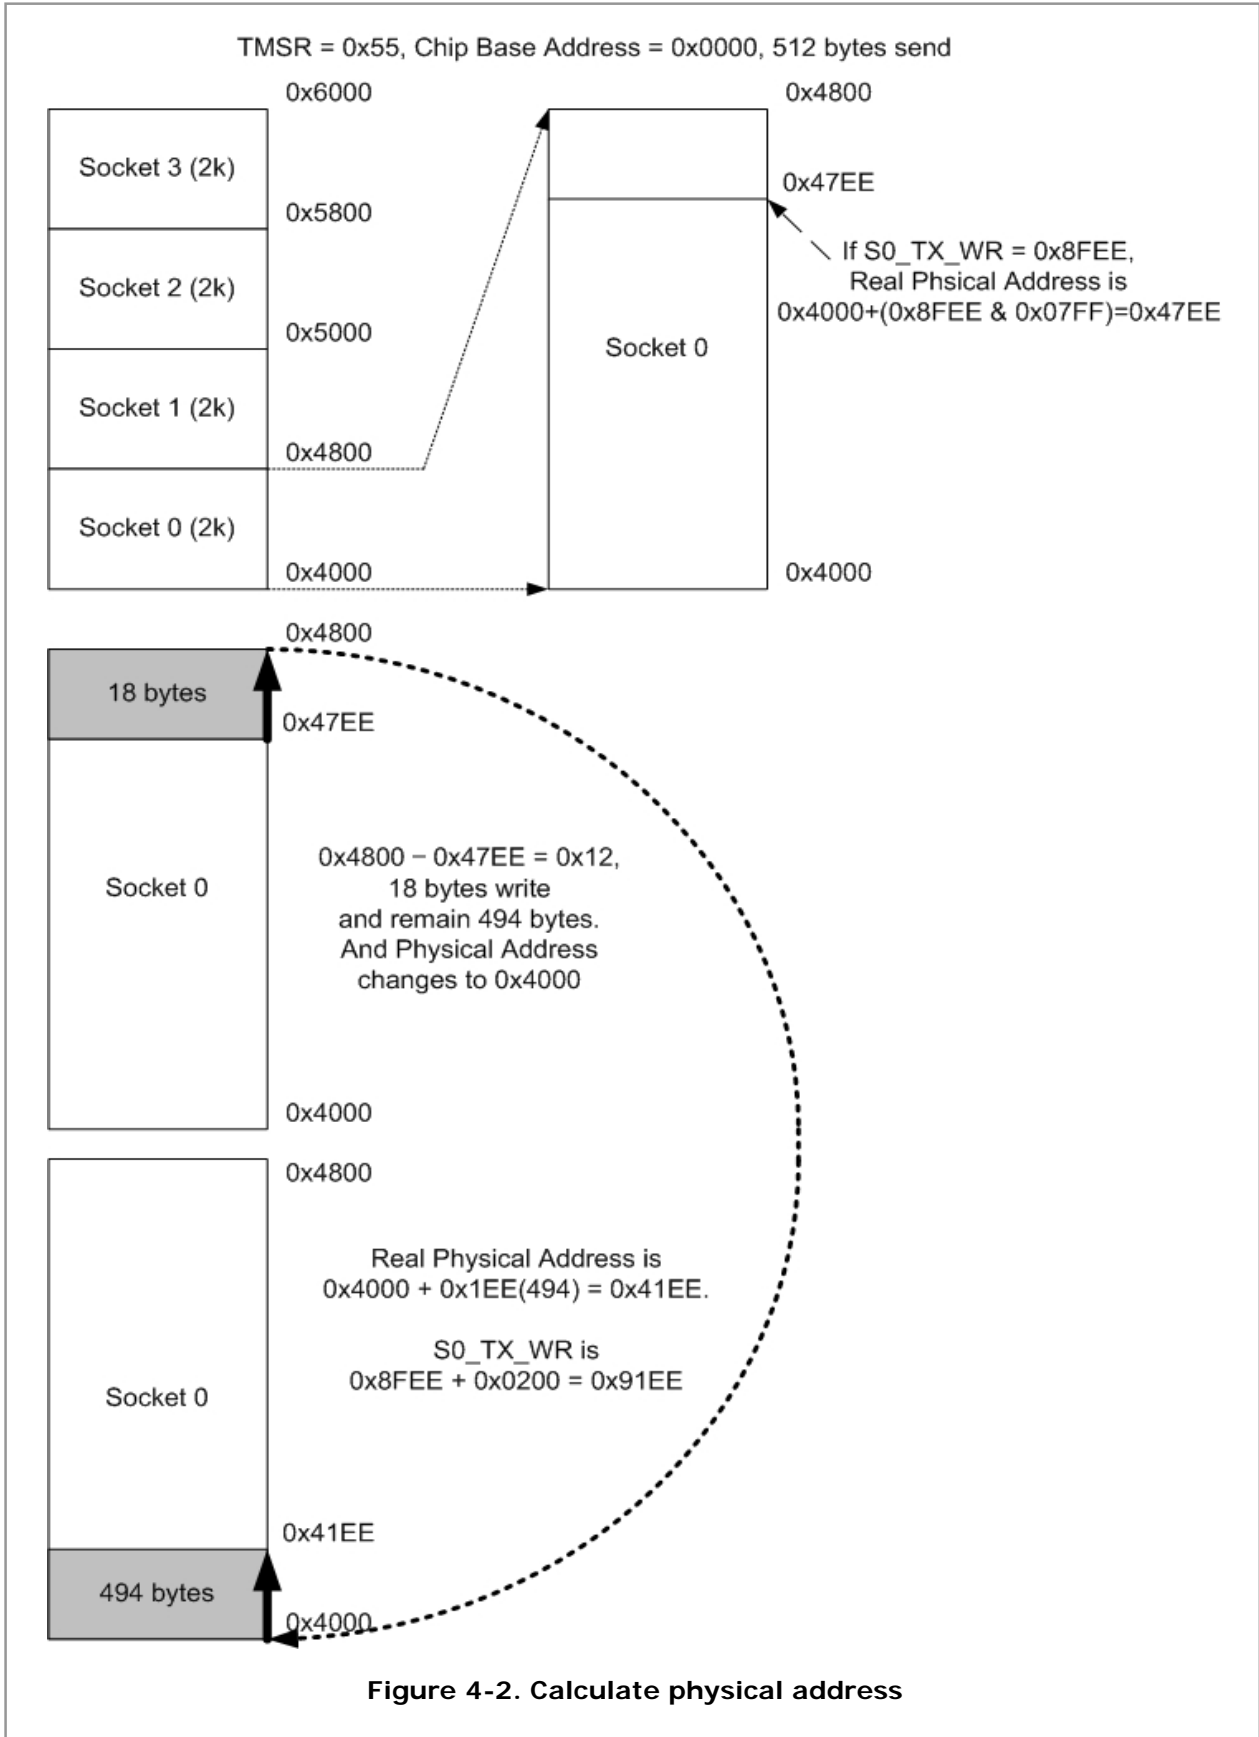 TMSR = 0x55, Chip Base Address = 0x0000, 512 bytes send
0x6000
Socket 3 (2k)
0x5800
Socket 2 (2k)
0x5000
Socket 1 (2k)
0x4800
Socket 0 (2k)
0x4000
0x4800
0x47EE
If S0_TX_WR = 0x8FEE,
Real Phsical Address is
0x4000+(0x8FEE & 0x07FF)=0x47EE
Socket 0
0x4000
0x4800
18 bytes
0x47EE
Socket 0
0x4800 − 0x47EE = 0x12,
18 bytes write
and remain 494 bytes.
And Physical Address
changes to 0x4000
0x4000
0x4800
Real Physical Address is
0x4000 + 0x1EE(494) = 0x41EE.
S0_TX_WR is
0x8FEE + 0x0200 = 0x91EE
Socket 0
0x41EE
494 bytes
0x4000
Figure 4-2. Calculate physical address